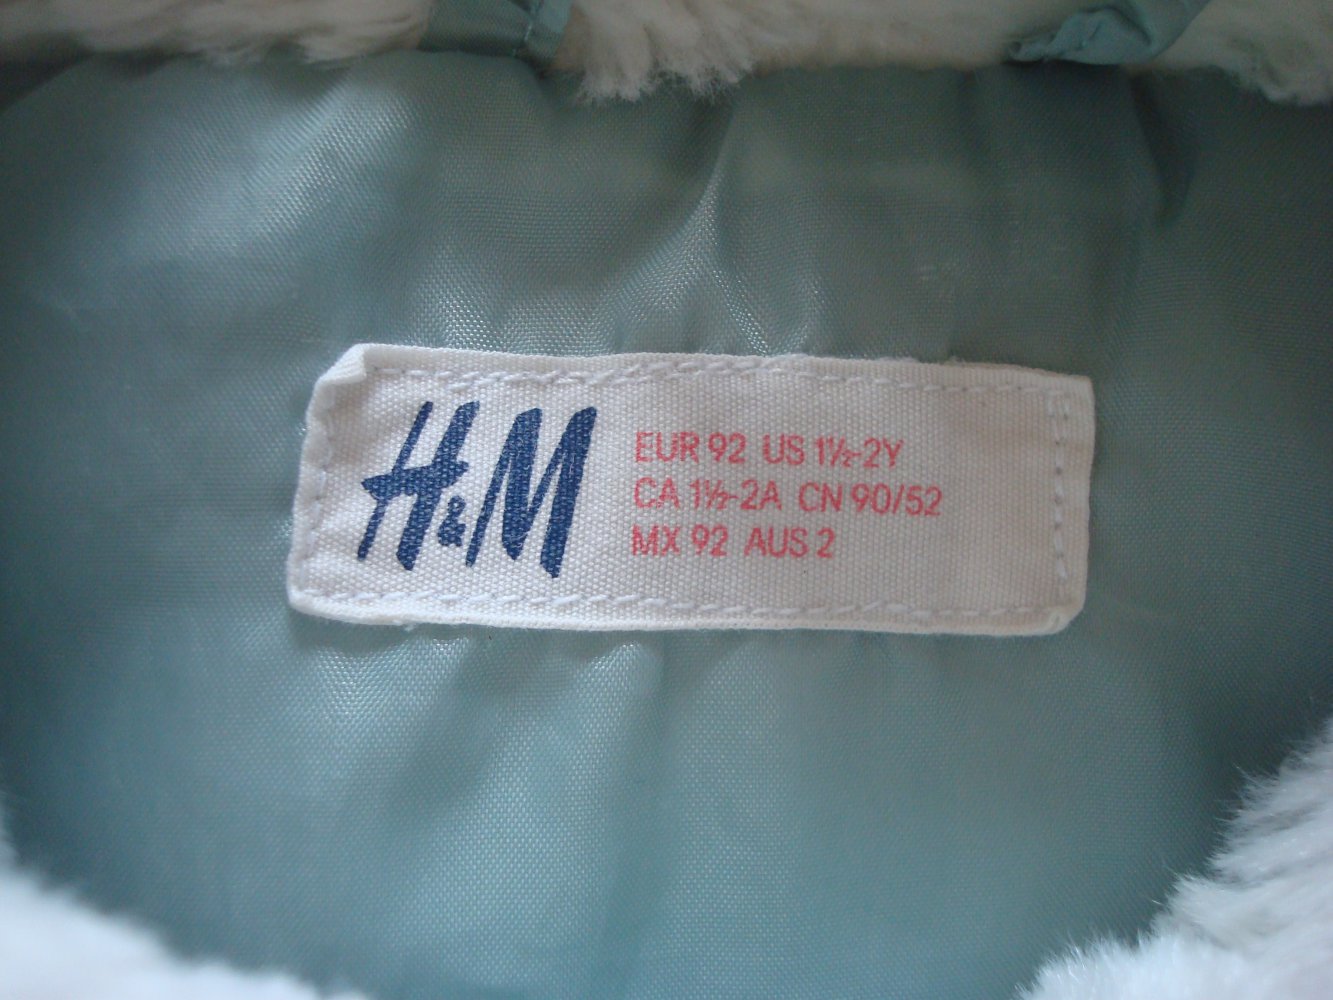 H&M
EUR 92 US 1½-2Y
CA 1½-2A CN 90/52
MX 92 AUS 2